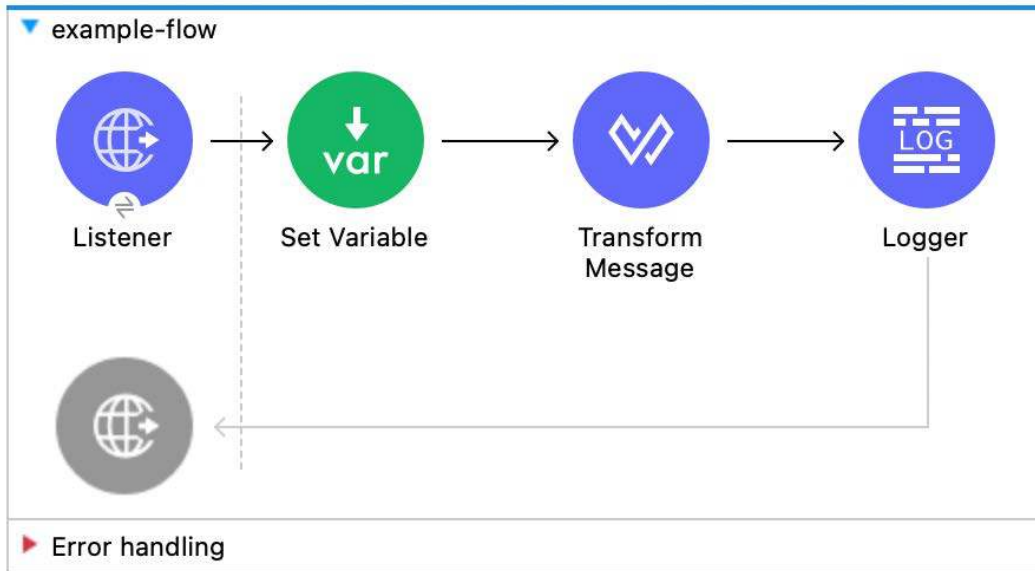 example-flow
var
LOG
Listener
Set Variable
Transform
Message
Logger
Error handling